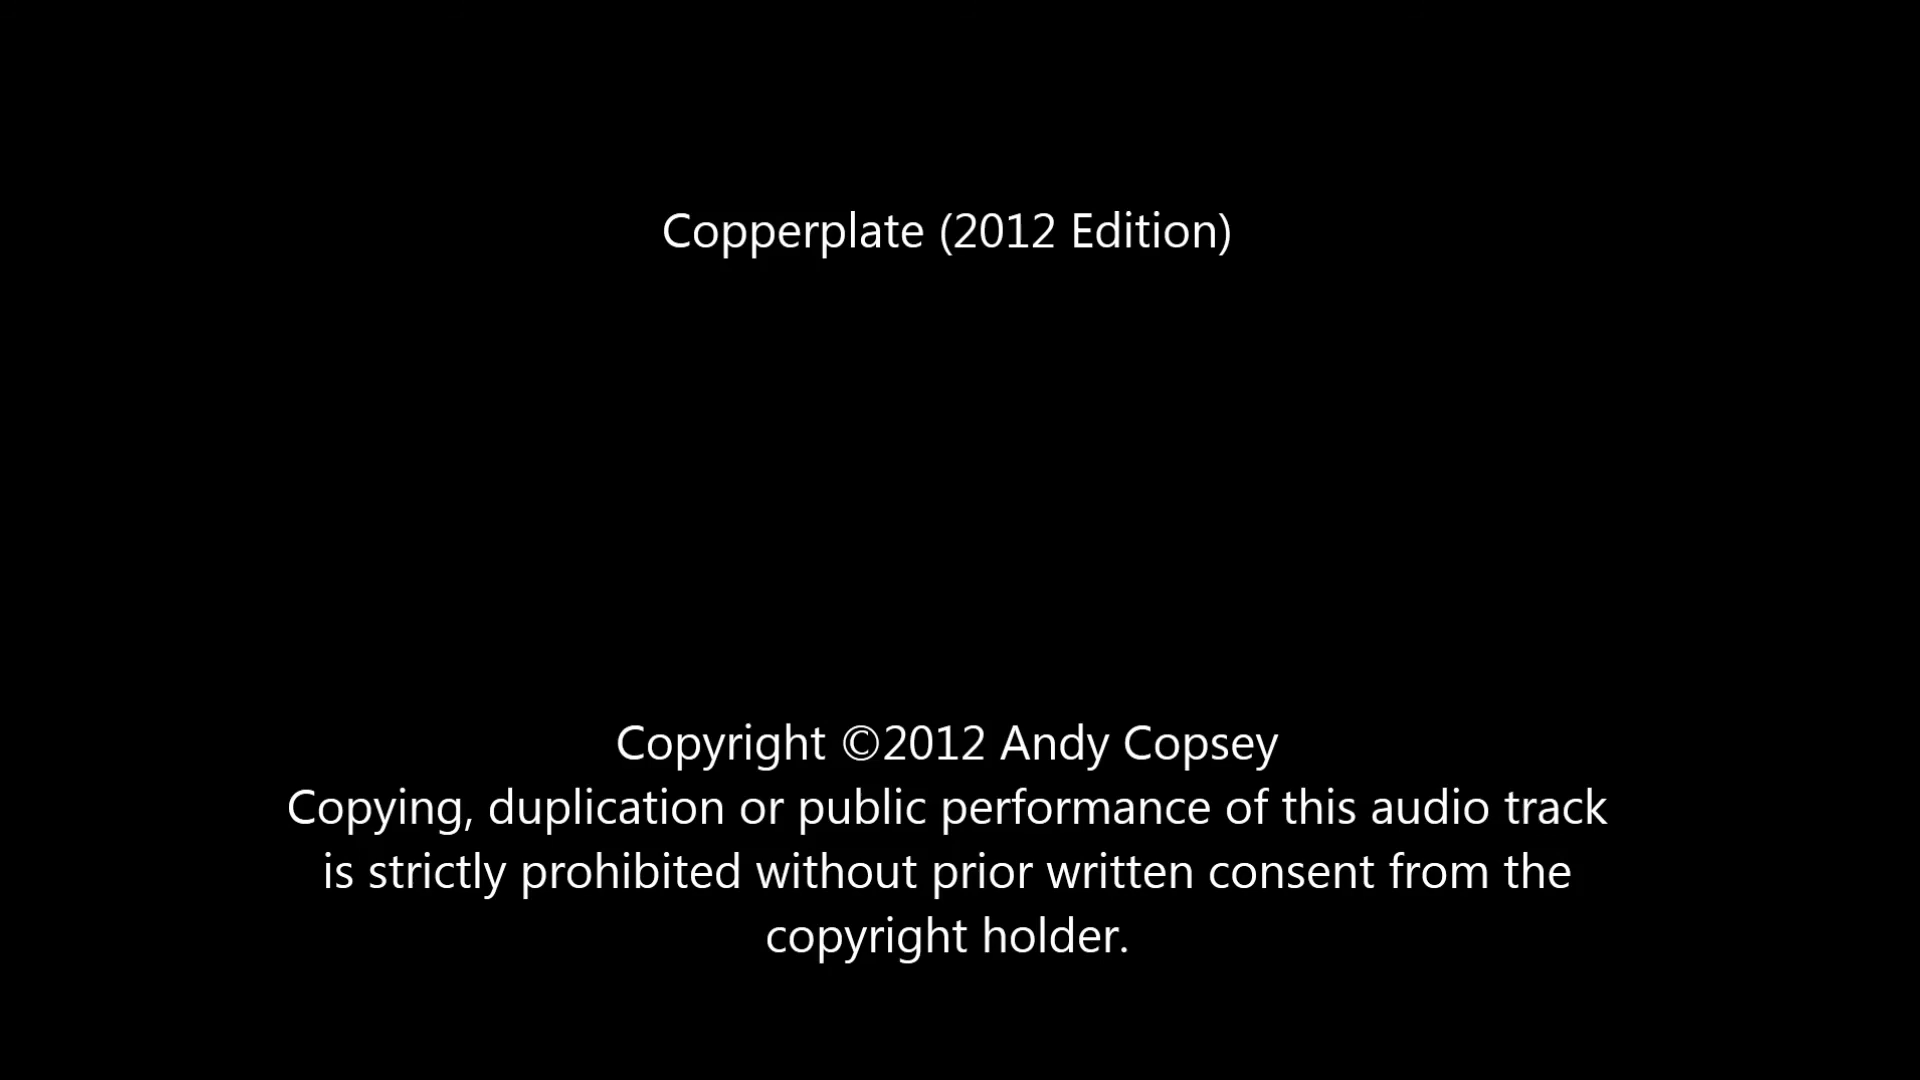 Copperplate (2012 Edition)
Copyright ©2012 Andy Copsey
Copying, duplication or public performance of this audio track
is strictly prohibited without prior written consent from the
copyright holder.